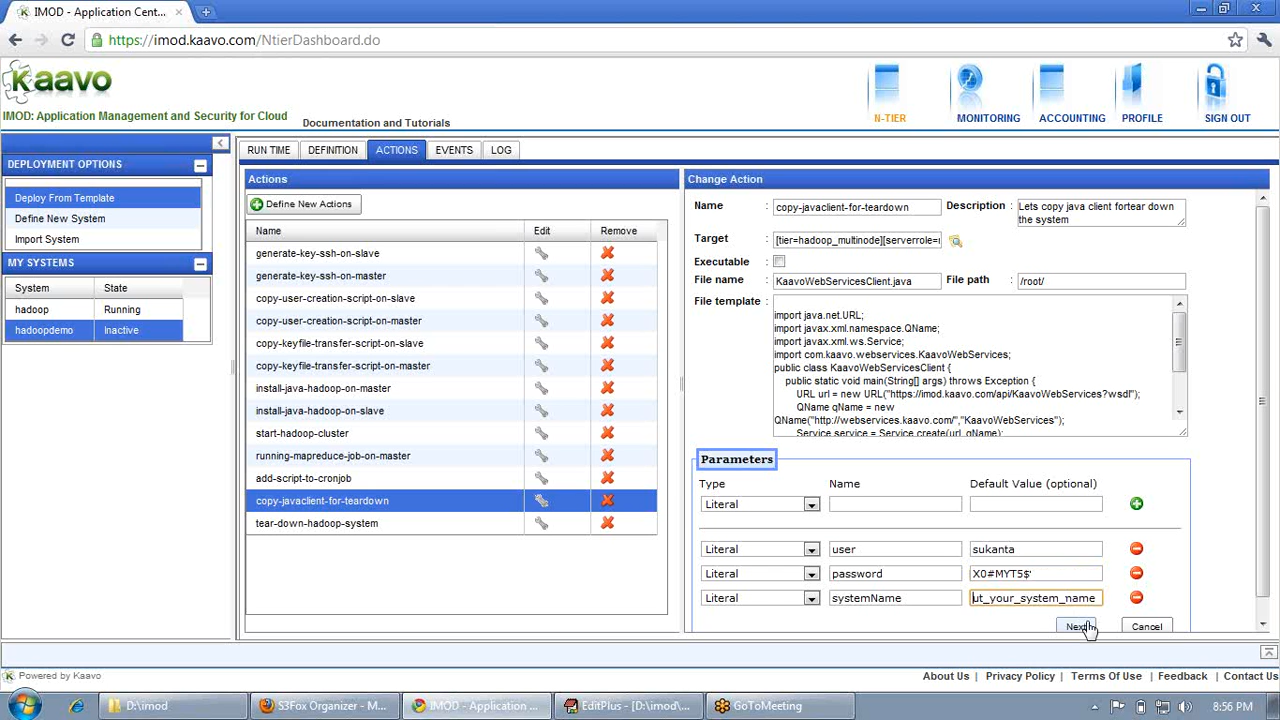 IMOD - Application Cent...
https://imod.kaavo.com/NtierDashboard.do
Kaavo
IMOD: Application Management and Security for Cloud
Documentation and Tutorials
N-TIER
MONITORING
ACCOUNTING
PROFILE
SIGN OUT
DEPLOYMENT OPTIONS
Deploy From Template
Define New System
Import System
MY SYSTEMS
System State
hadoop Running
hadoopdemo Inactive
RUN TIME DEFINITION ACTIONS EVENTS LOG
Actions
Define New Actions
Name Edit Remove
generate-key-ssh-on-slave
generate-key-ssh-on-master
copy-user-creation-script-on-slave
copy-user-creation-script-on-master
copy-keyfile-transfer-script-on-slave
copy-keyfile-transfer-script-on-master
install-java-hadoop-on-master
install-java-hadoop-on-slave
start-hadoop-cluster
running-mapreduce-job-on-master
add-script-to-cronjob
copy-javaclient-for-teardown
tear-down-hadoop-system
Change Action
Name : copy-javaclient-for-teardown Description : Lets copy java client fortear down
the system
Target : [tier=hadoop_multinode][serverrole=
Executable :
File name : KaavoWebServicesClient.java File path : /root/
File template :
import java.net.URL;
import javax.xml.namespace.QName;
import javax.xml.ws.Service;
import com.kaavo.webservices.KaavoWebServices;
public class KaavoWebServicesClient {
public static void main(String[] args) throws Exception {
URL url = new URL("https://imod.kaavo.com/api/KaavoWebServices?wsdl");
QName qName = new
QName("http://webservices.kaavo.com/","KaavoWebServices");
Service service = Service.create(url, qName);
Parameters
Type Name Default Value (optional)
Literal
Literal user sukanta
Literal password X0#MYT5$'
Literal systemName ut_your_system_name
Next Cancel
Powered by Kaavo
About Us | Privacy Policy | Terms Of Use | Feedback | Contact Us
D:\imod
S3Fox Organizer - M...
IMOD - Application ...
EditPlus - [D:\imod\...
GoToMeeting
8:56 PM